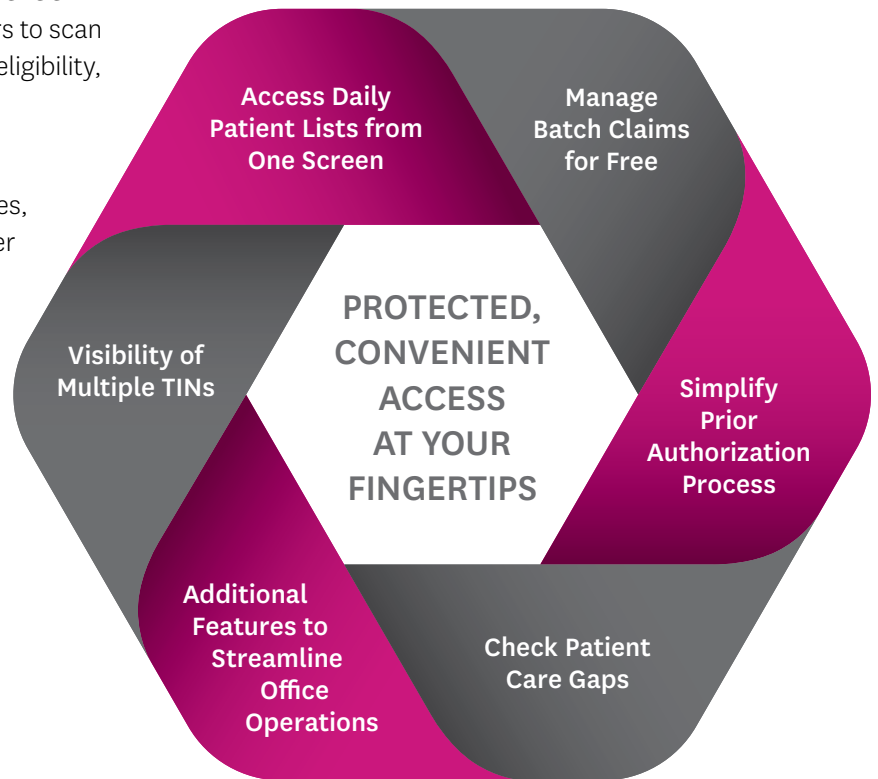 rs to scan
eligibility,
es,
er
Access Daily
Patient Lists from
One Screen
Manage
Batch Claims
for Free
Simplify
Prior
Authorization
Process
Check Patient
Care Gaps
Additional
Features to
Streamline
Office
Operations
Visibility of
Multiple TINs
PROTECTED,
CONVENIENT
ACCESS
AT YOUR
FINGERTIPS